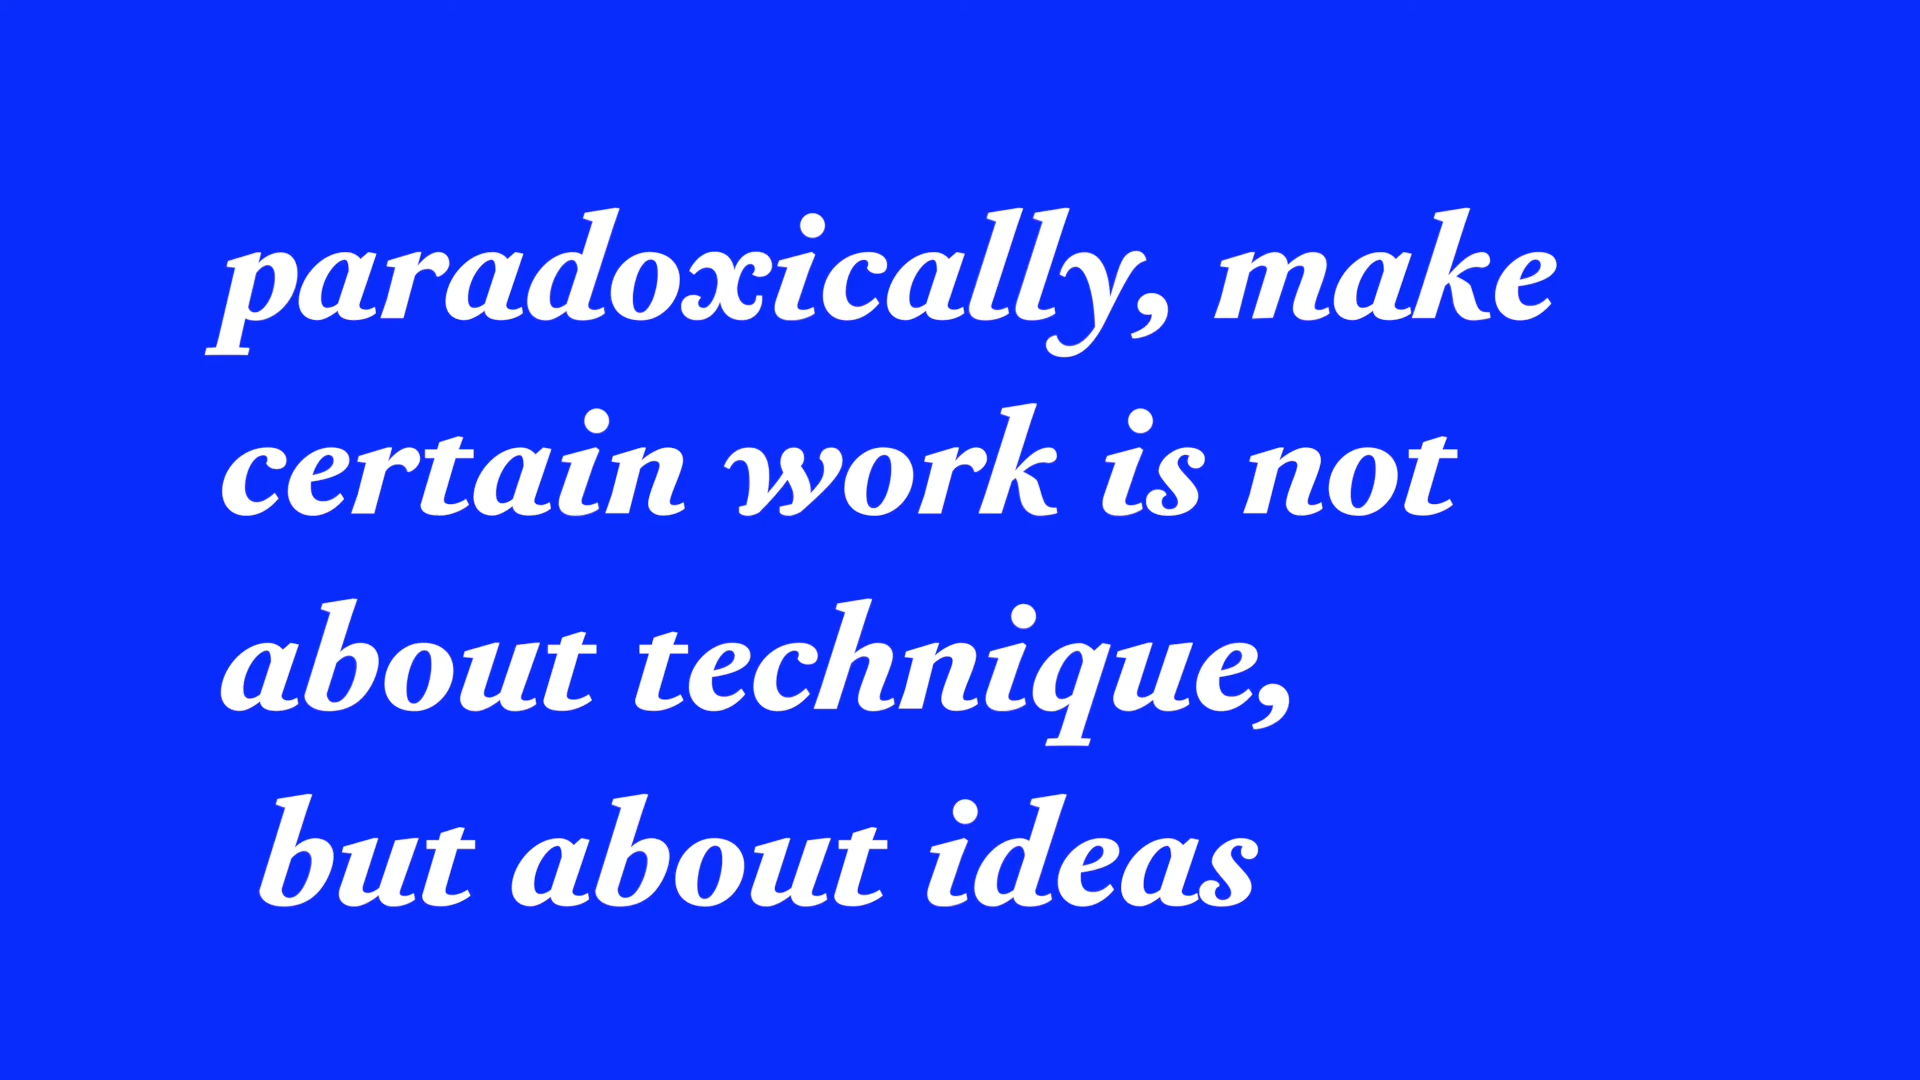 paradoxically, make
certain work is not
about technique,
but about ideas